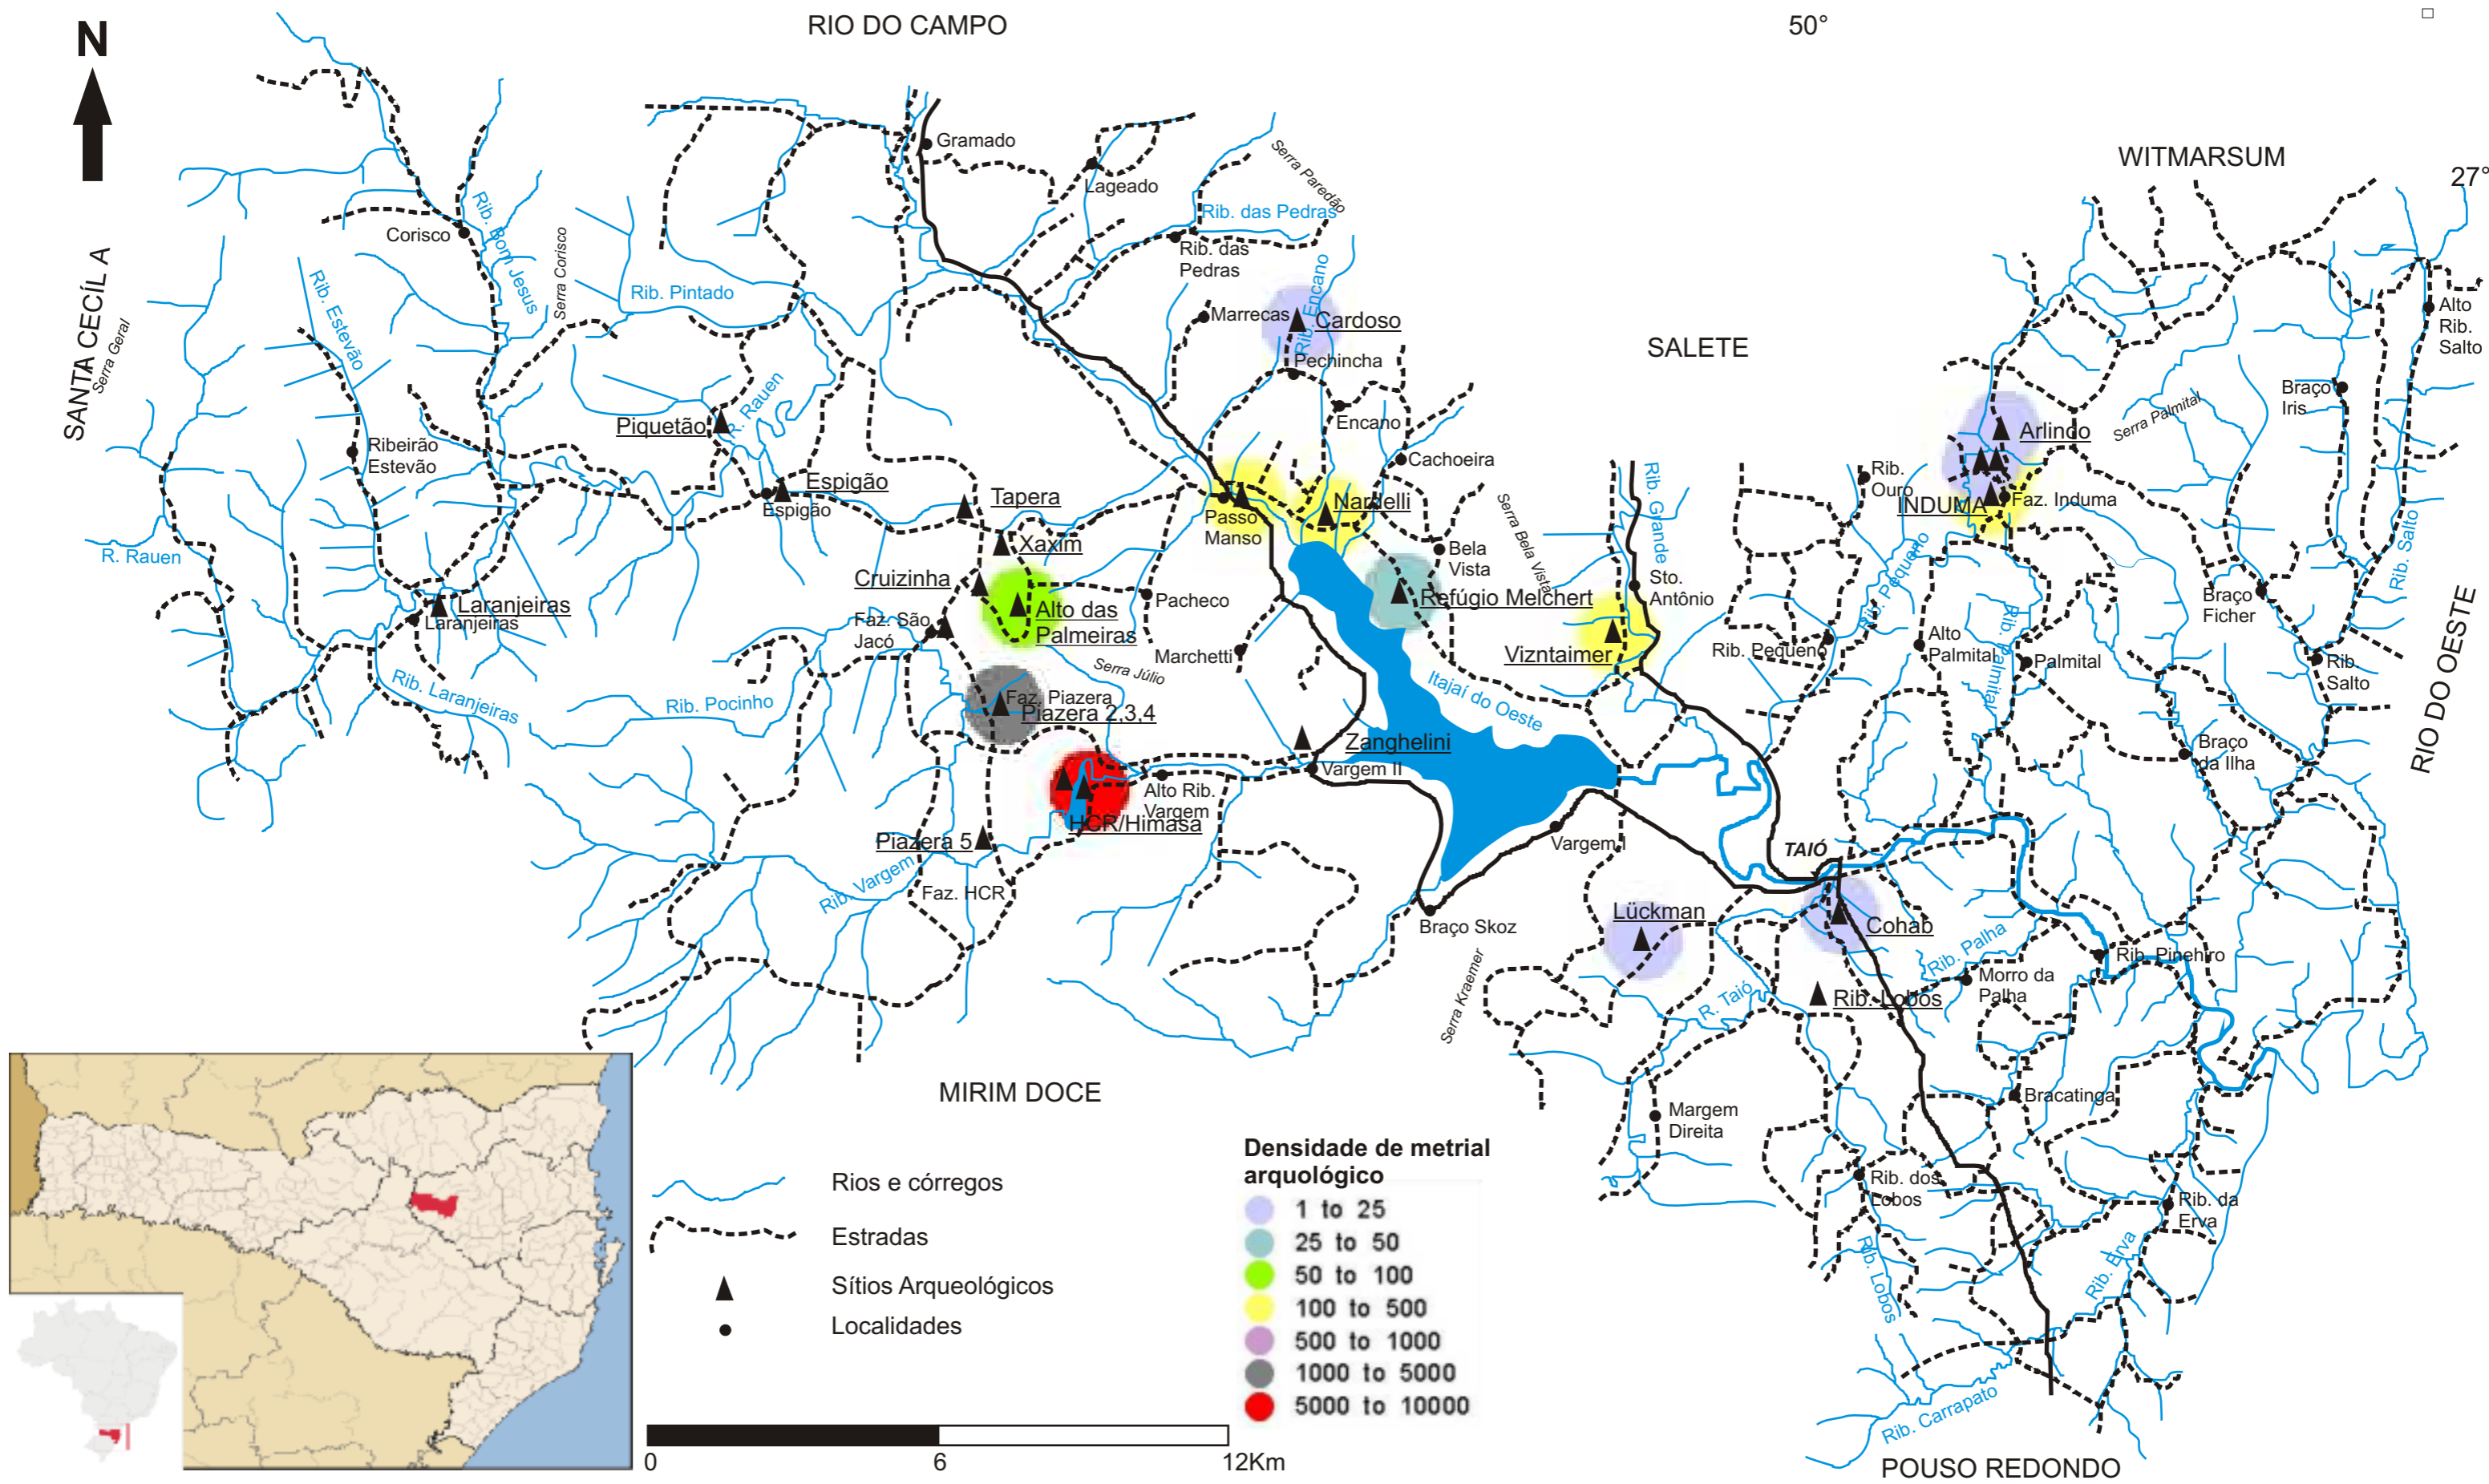 RIO DO CAMPO
50°
N
WITMARSUM
27°
Gramado
Lageado
Serra Paredão
Rib. das Pedras
Rib. das
Pedras
Corisco
Rib. Bom Jesus
Serra Corisco
SANTA CECÍL A
Serra Geral
Rib. Estevão
Rib. Pintado
Rib. Encano
Marrecas
Cardoso
Pechincha
SALETE
Alto
Rib.
Salto
Braço
Iris
Serra Palmital
Piquetão
R. Rauen
Encano
Arlindo
Ribeirão
Estevão
Cachoeira
Rib.
Ouro
Espigão
Espigão
Tapera
Passo
Manso
Nardelli
Serra Bela Vista
Rib. Grande
INDUMA
Faz. Induma
R. Rauen
Xaxim
Bela
Vista
Rib. Pequeno
Rib. Salto
Cruizinha
Pacheco
Refúgio Melchert
Sto.
Antônio
Braço
Ficher
RIO DO OESTE
Laranjeiras
Laranjeiras
Alto das
Palmeiras
Faz. São
Jacó
Rib. Palmital
Marchetti
Vizntaimer
Rib. Pequeno
Alto
Palmital
Palmital
Rib.
Salto
Serra Júlio
Rib. Laranjeiras
Rib. Pocinho
Faz. Piazera
Piazera 2,3,4
Itajaí do Oeste
Zanghelini
Vargem II
Braço
da Ilha
Alto Rib.
Vargem
HCR/Himasa
Piazera 5
Vargem I
TAIÓ
Rib. Vargem
Faz. HCR
Lückman
Braço Skoz
Cohab
Rib. Palha
Rib. Pinehiro
Serra Kraemer
Morro da
Palha
R. Taió
Rib. Lobos
MIRIM DOCE
Bracatinga
Margem
Direita
Densidade de metrial
arquológico
Rios e córregos
1 to 25
Rib. dos
Lobos
Rib. da
Erva
Estradas
25 to 50
Rib. Lobos
Rib. Erva
Sítios Arqueológicos
50 to 100
100 to 500
Localidades
500 to 1000
1000 to 5000
5000 to 10000
Rib. Carrapato
0
6
12Km
POUSO REDONDO